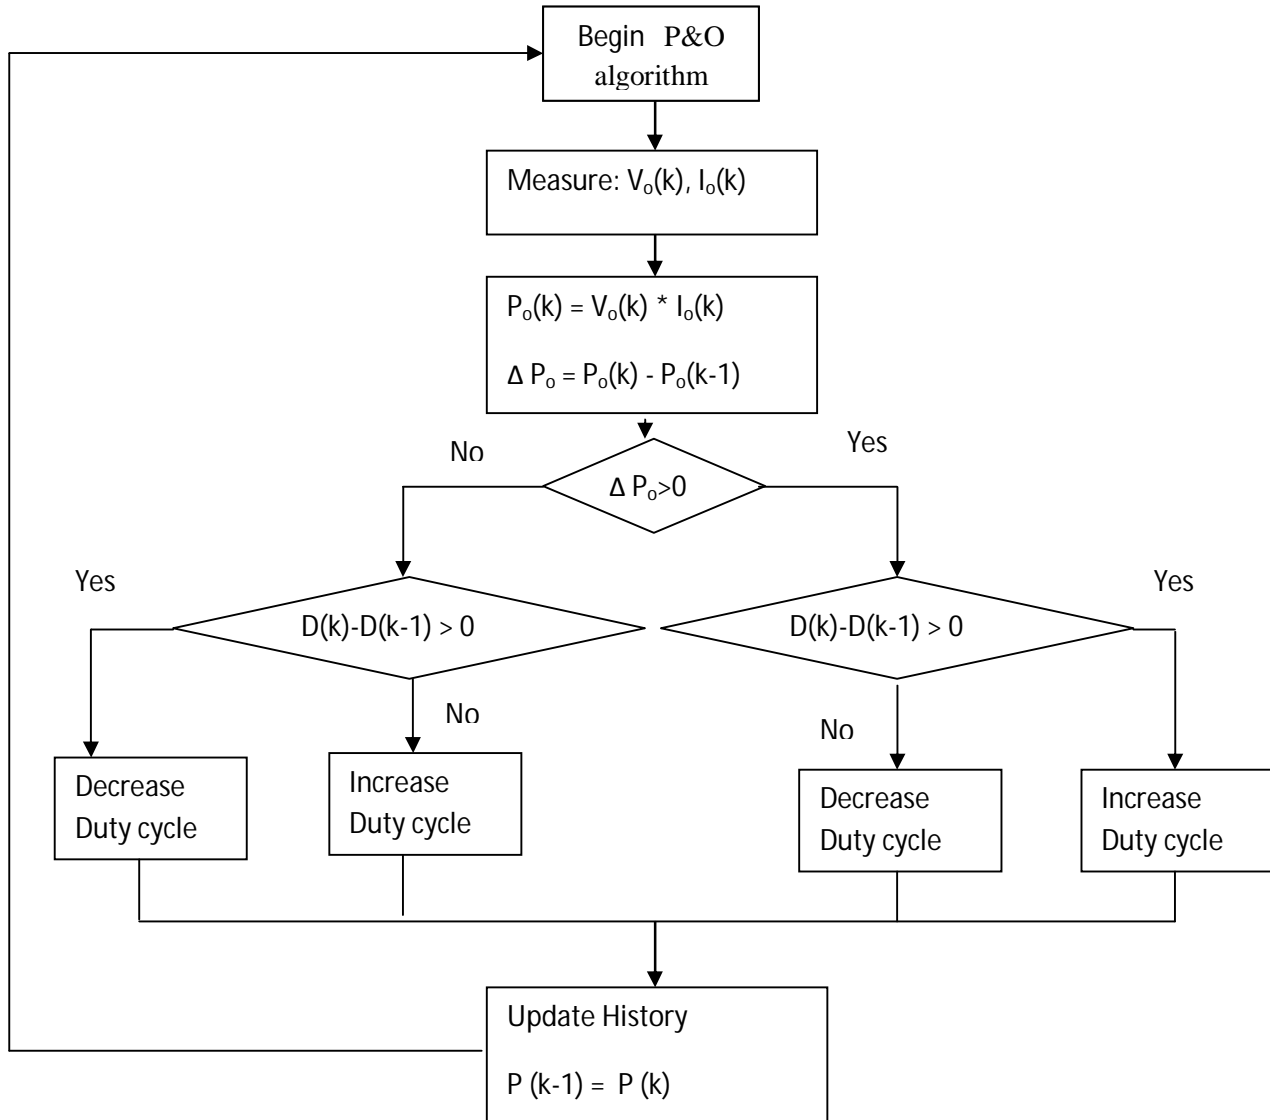 Begin P&O
algorithm
Measure: Vₒ(k), Iₒ(k)
Pₒ(k) = Vₒ(k) * Iₒ(k)
Δ Pₒ = Pₒ(k) - Pₒ(k-1)
No
Yes
Δ Pₒ>0
Yes
Yes
D(k)-D(k-1) > 0
D(k)-D(k-1) > 0
No
No
Decrease
Duty cycle
Increase
Duty cycle
Decrease
Duty cycle
Increase
Duty cycle
Update History
P (k-1) = P (k)